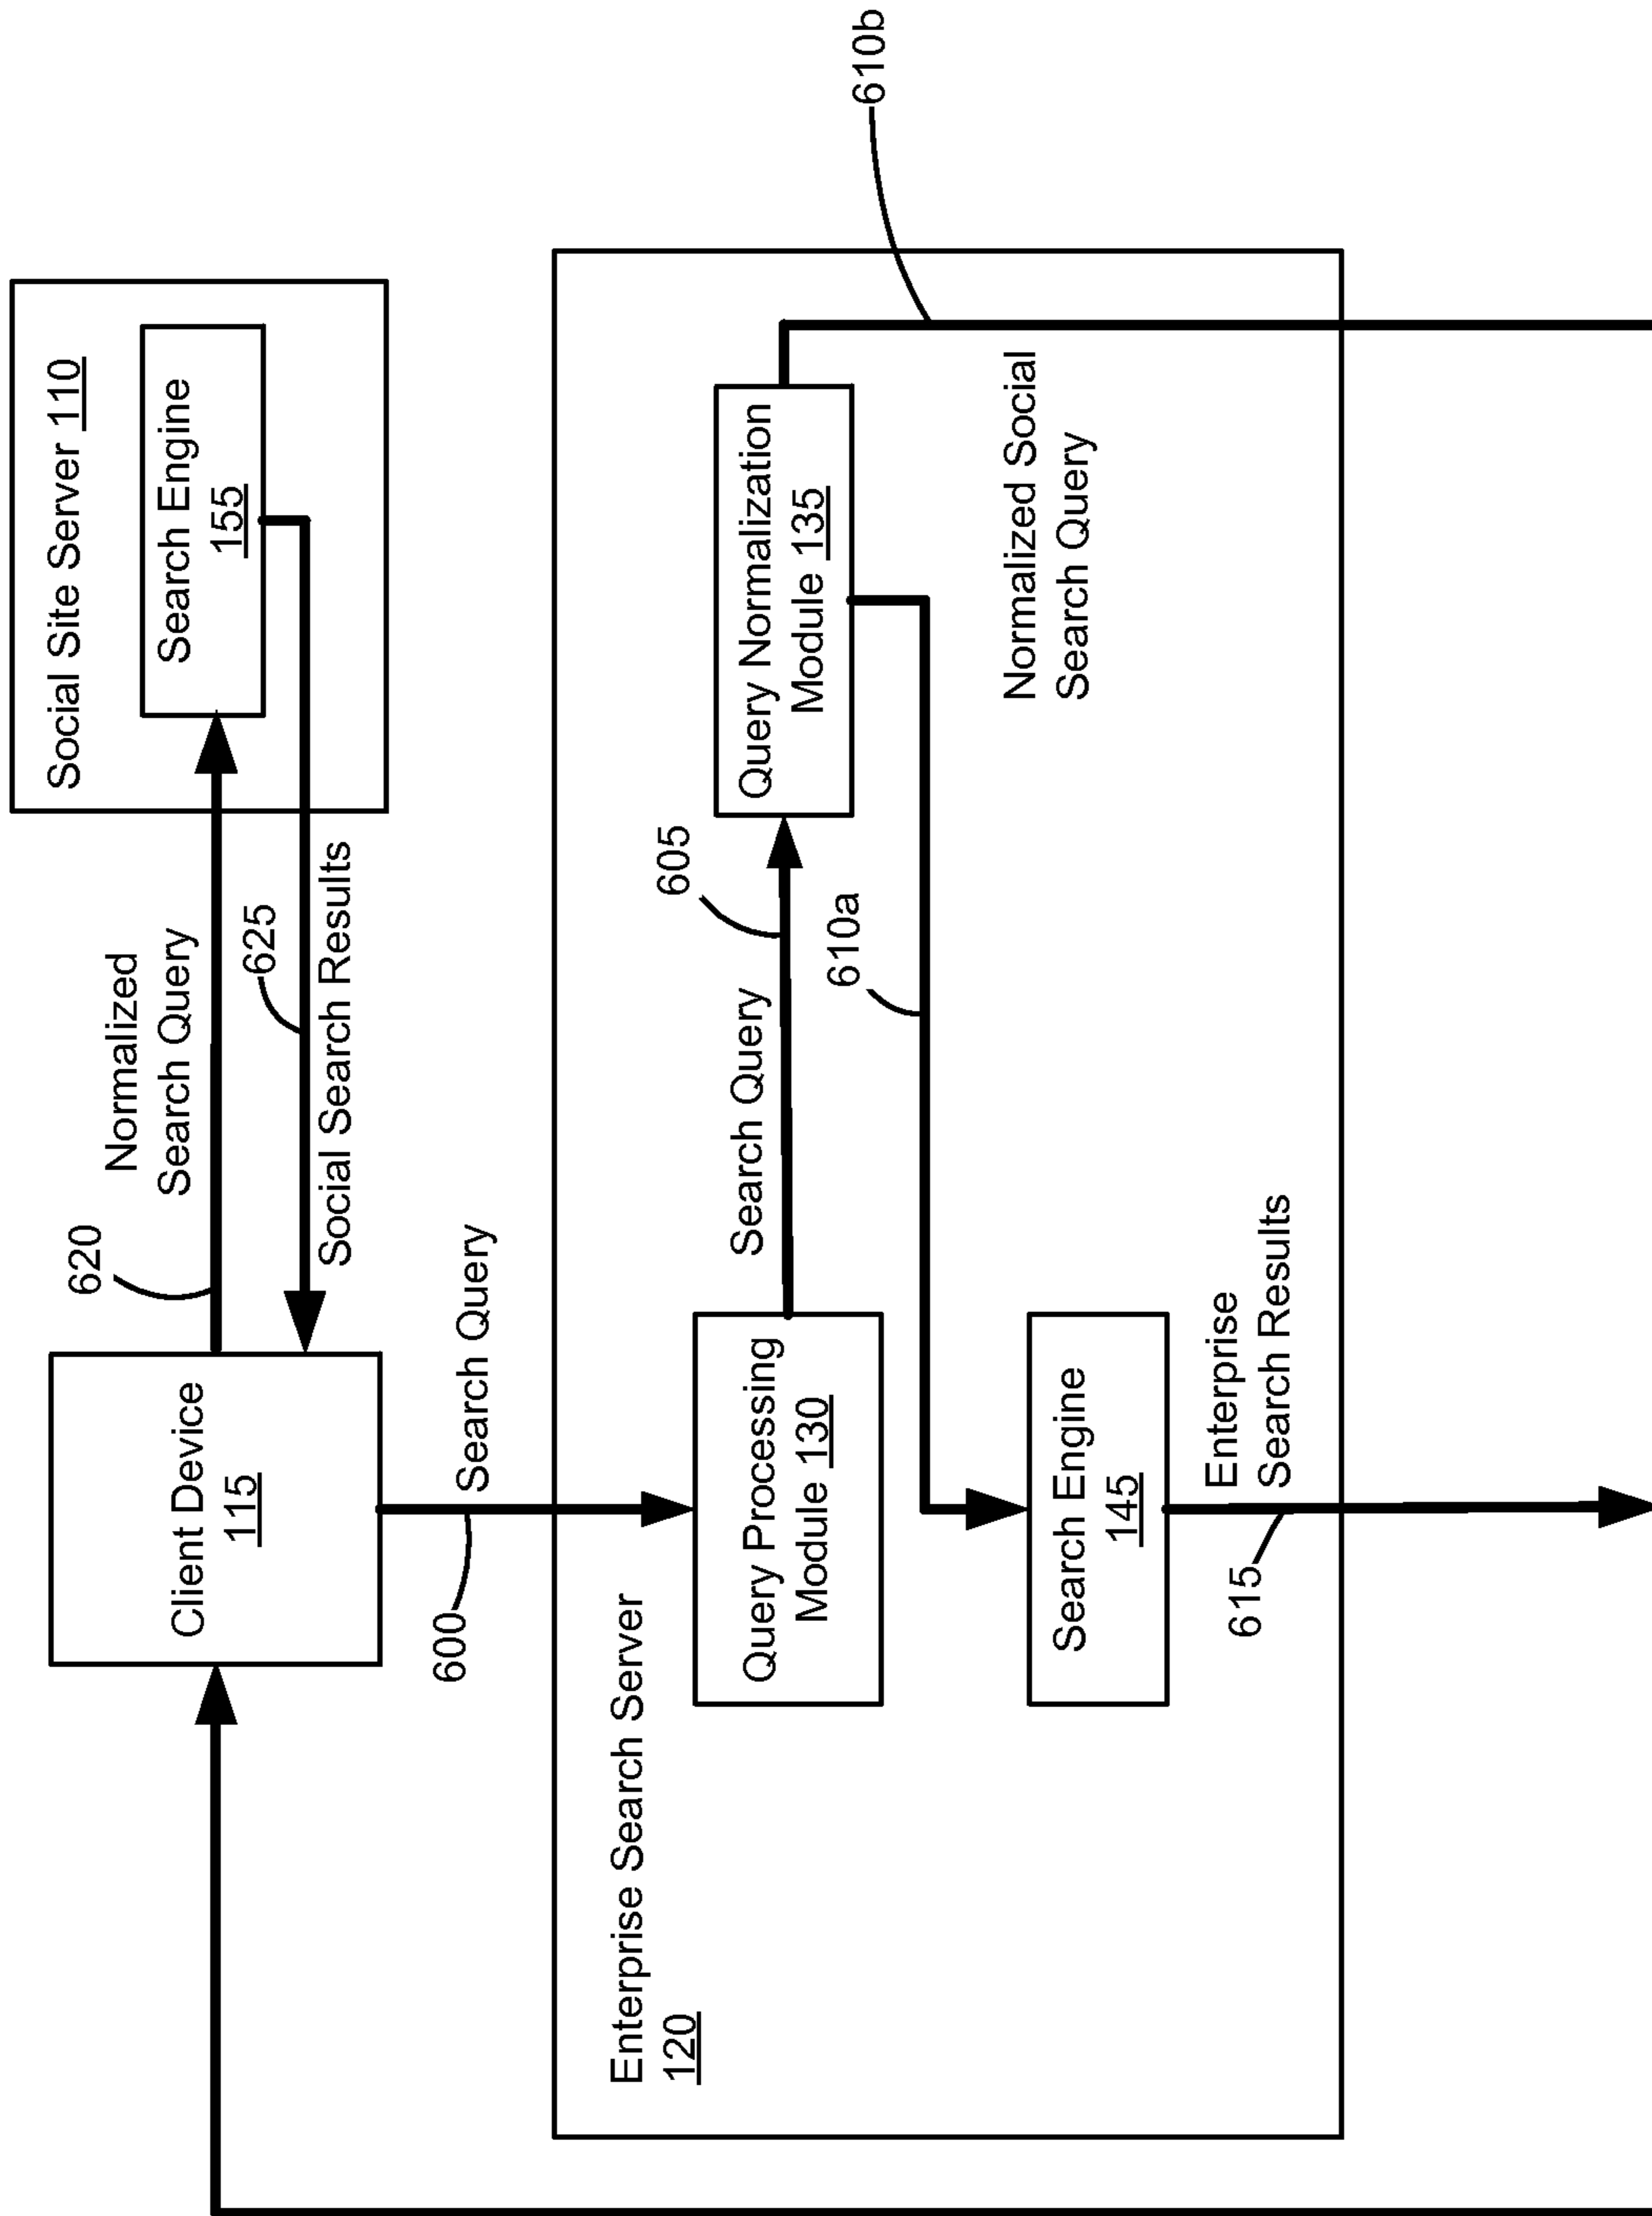 Social Site Server 110
Search Engine
155
Normalized
Search Query
620
625
Social Search Results
Client Device
115
Search Query
600
Enterprise Search Server
120
Query Processing
Module 130
Search Query
605
Query Normalization
Module 135
610a
610b
Normalized Social
Search Query
Search Engine
145
Enterprise
Search Results
615